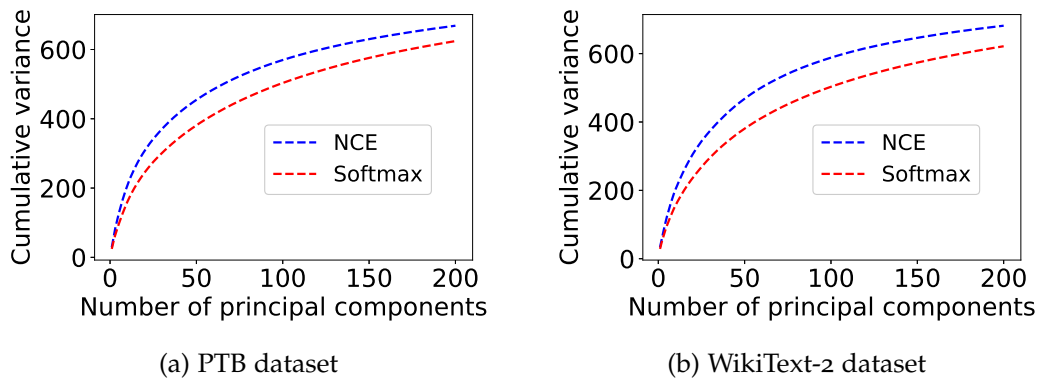 Cumulative variance
600
400
200
0
NCE
Softmax
0 50 100 150 200
Number of principal components
(a) PTB dataset
Cumulative variance
600
400
200
0
NCE
Softmax
0 50 100 150 200
Number of principal components
(b) WikiText-2 dataset